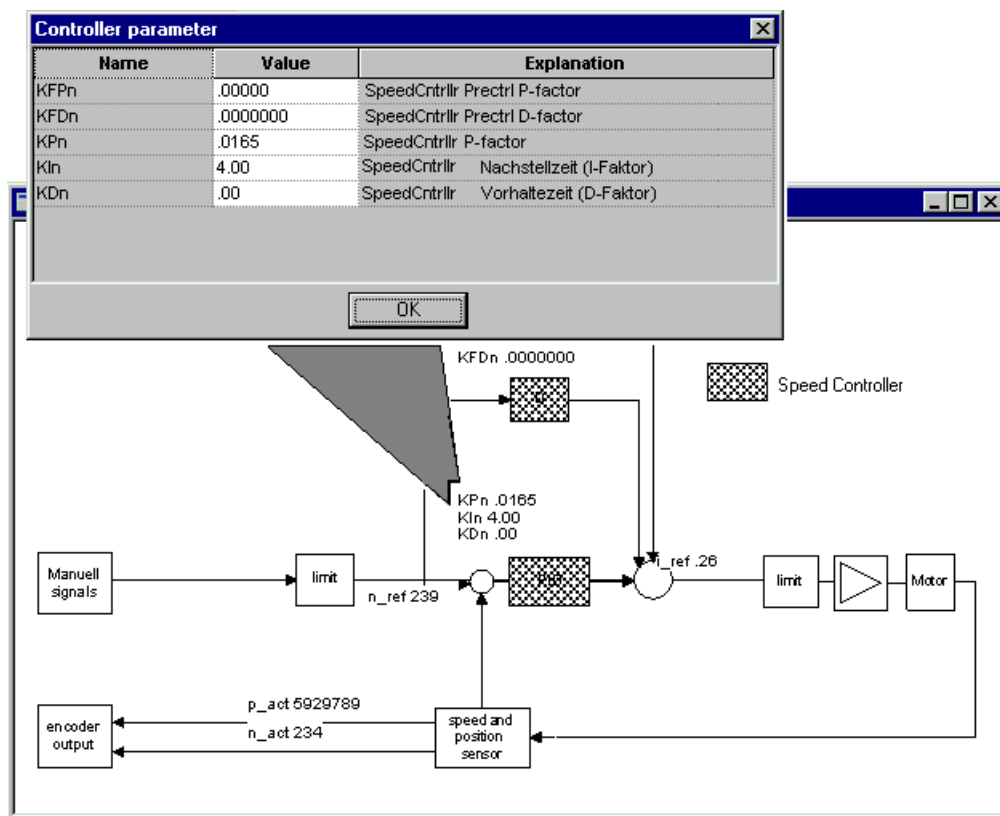 Controller parameter
Name Value Explanation
KFPn .00000 SpeedCntrllr Prectrl P-factor
KFDn .0000000 SpeedCntrllr Prectrl D-factor
KPn .0165 SpeedCntrllr P-factor
KIn 4.00 SpeedCntrllr Nachstellzeit (I-Faktor)
KDn .00 SpeedCntrllr Vorhaltezeit (D-Faktor)
OK
KFDn .0000000
Speed Controller
KPn .0165
KIn 4.00
KDn .00
Manuell
signals
limit
n_ref 239
i_ref .26
limit
Motor
p_act 5929789
n_act 234
encoder
output
speed and
position
sensor